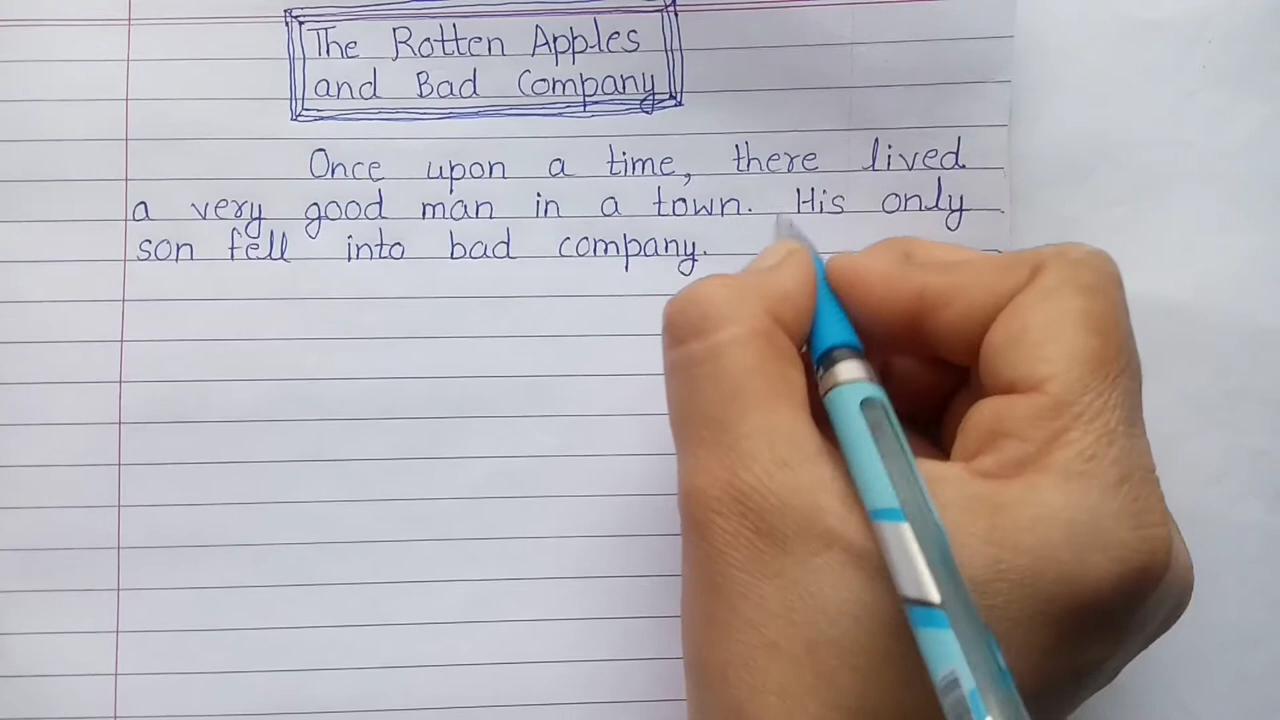 The Rotten Apples
and Bad Company
Once upon a time, there lived
a very good man in a town. His only
son fell into bad company.